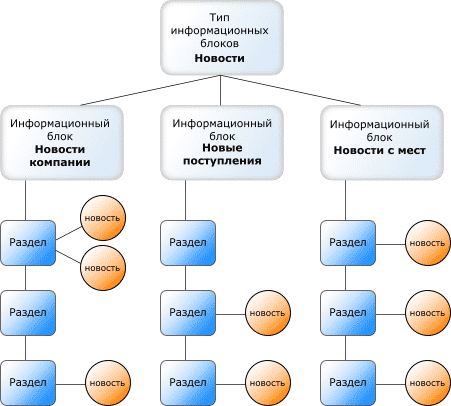 Тип
информационных
блоков
Новости
Информационный
блок
Новости
компании
Информационный
блок
Новые
поступления
Информационный
блок
Новости с мест
Раздел
новость
новость
Раздел
Раздел
новость
Раздел
Раздел
новость
Раздел
новость
Раздел
новость
Раздел
новость
Раздел
новость